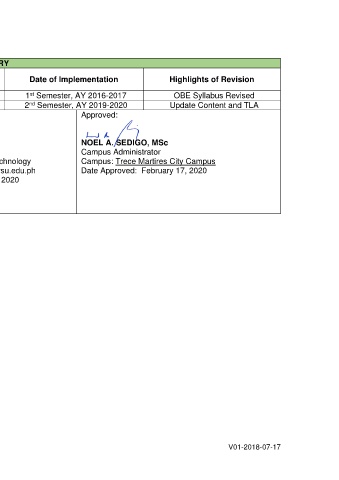 RY
Date of Implementation
Highlights of Revision
1st Semester, AY 2016-2017
OBE Syllabus Revised
2nd Semester, AY 2019-2020
Update Content and TLA
Approved:
NOEL A. SEDIGO, MSc
Campus Administrator
chnology
Campus: Trece Martires City Campus
su.edu.ph
Date Approved: February 17, 2020
2020
V01-2018-07-17